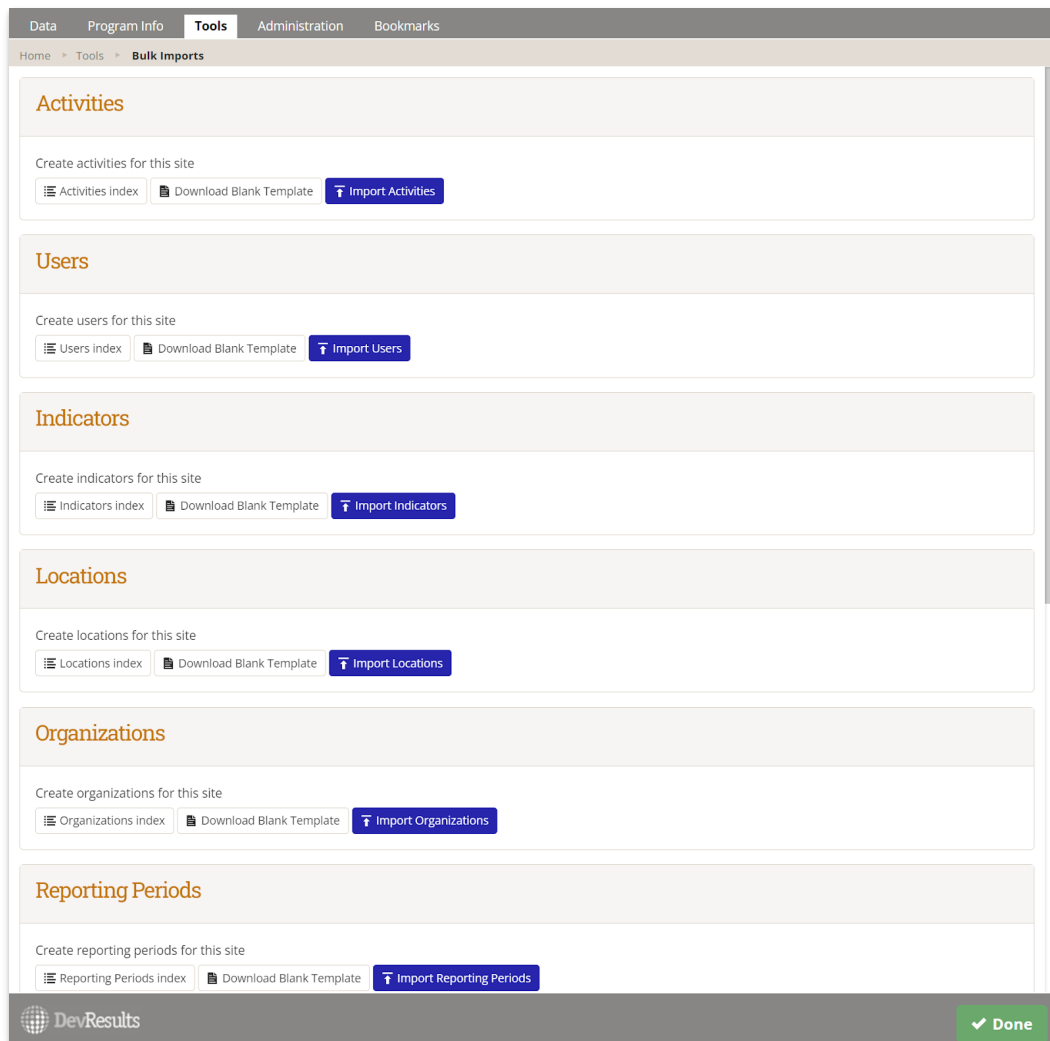 Data Program Info Tools Administration Bookmarks
Home Tools Bulk Imports
Activities
Create activities for this site
Activities index Download Blank Template Import Activities
Users
Create users for this site
Users index Download Blank Template Import Users
Indicators
Create indicators for this site
Indicators index Download Blank Template Import Indicators
Locations
Create locations for this site
Locations index Download Blank Template Import Locations
Organizations
Create organizations for this site
Organizations index Download Blank Template Import Organizations
Reporting Periods
Create reporting periods for this site
Reporting Periods index Download Blank Template Import Reporting Periods
DevResults Done